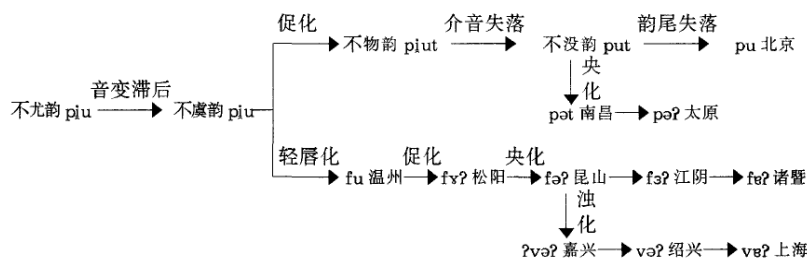 促化 介音失落 韵尾失落
不物韵 pi̯ut 不没韵 put pu 北京
音变滞后 央
化
不尤韵 pi̯u 不虞韵 pi̯u
pət 南昌 pəʔ 太原
轻唇化 促化 央化
fu 温州 fɤʔ 松阳 fəʔ 昆山 fɜʔ 江阴 fɐʔ 诸暨
浊
化
ʔvəʔ 嘉兴 vəʔ 绍兴 vɐʔ 上海